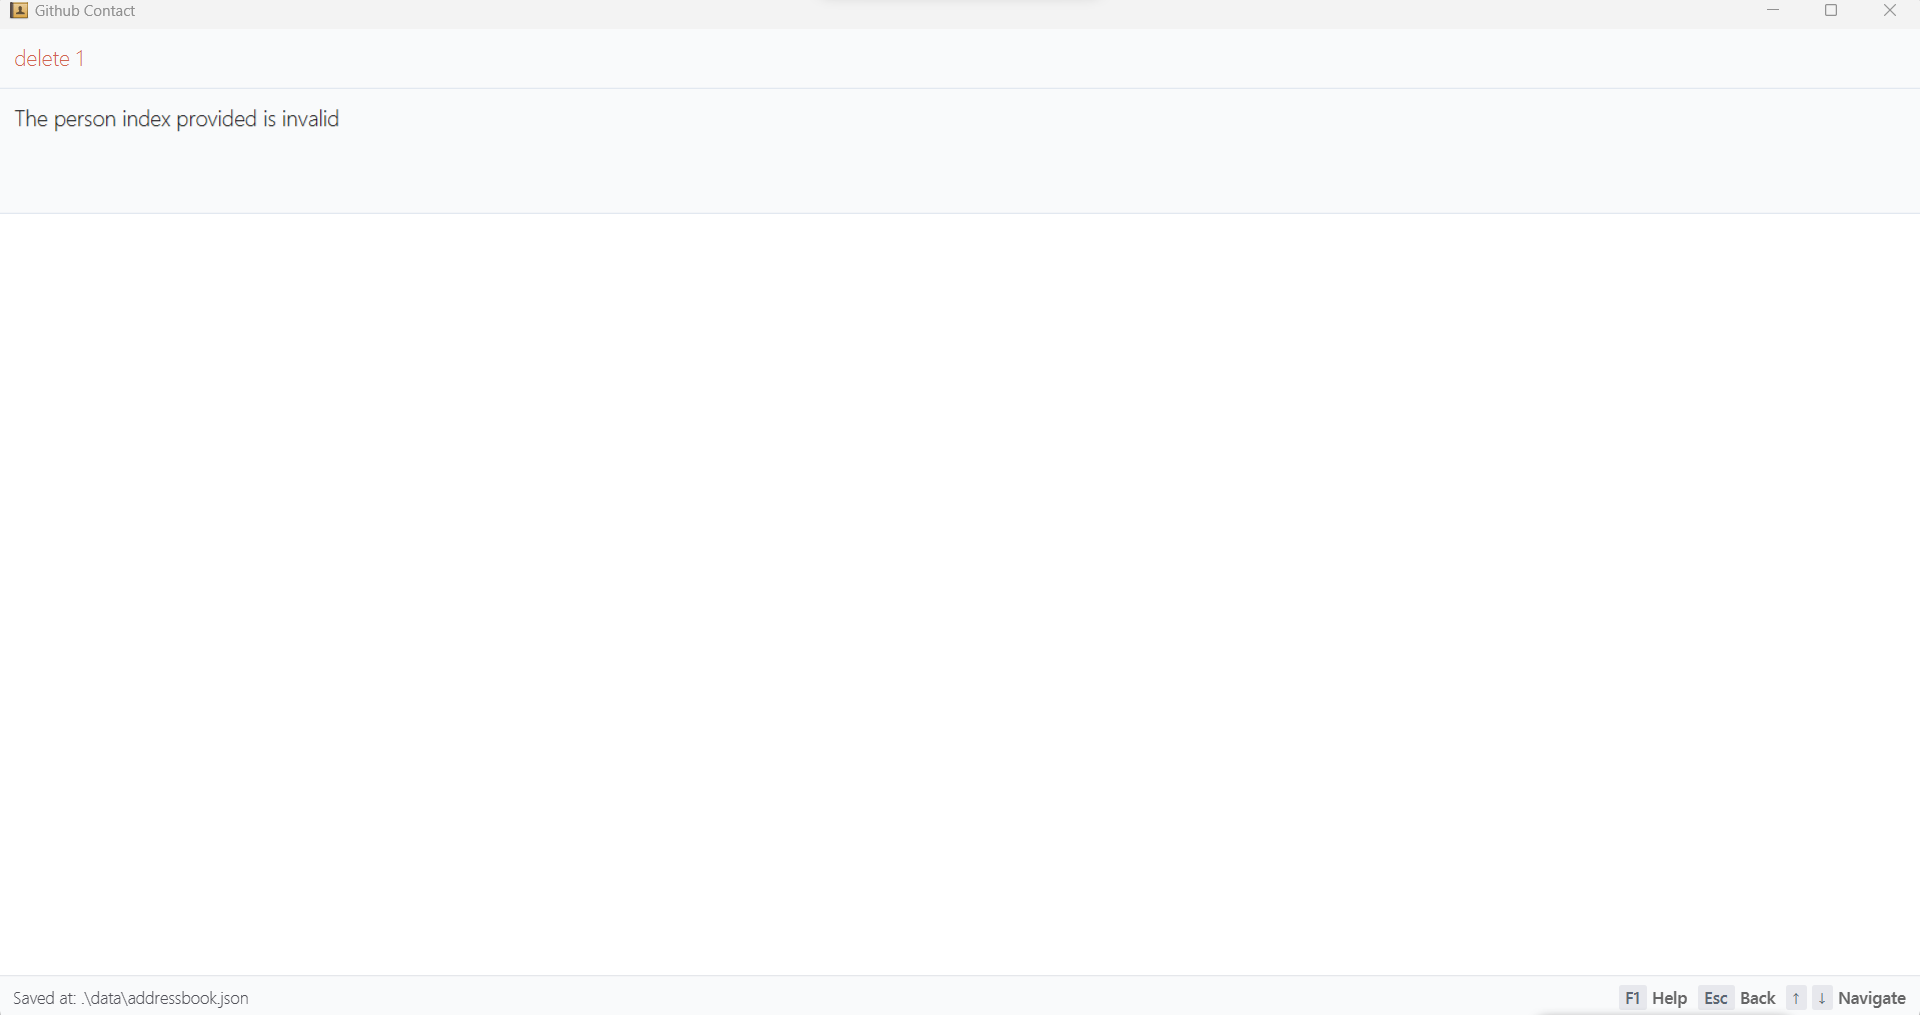 Github Contact
delete 1
The person index provided is invalid
Saved at: .\data\addressbook.json
F1 Help Esc Back ↑ ↓ Navigate